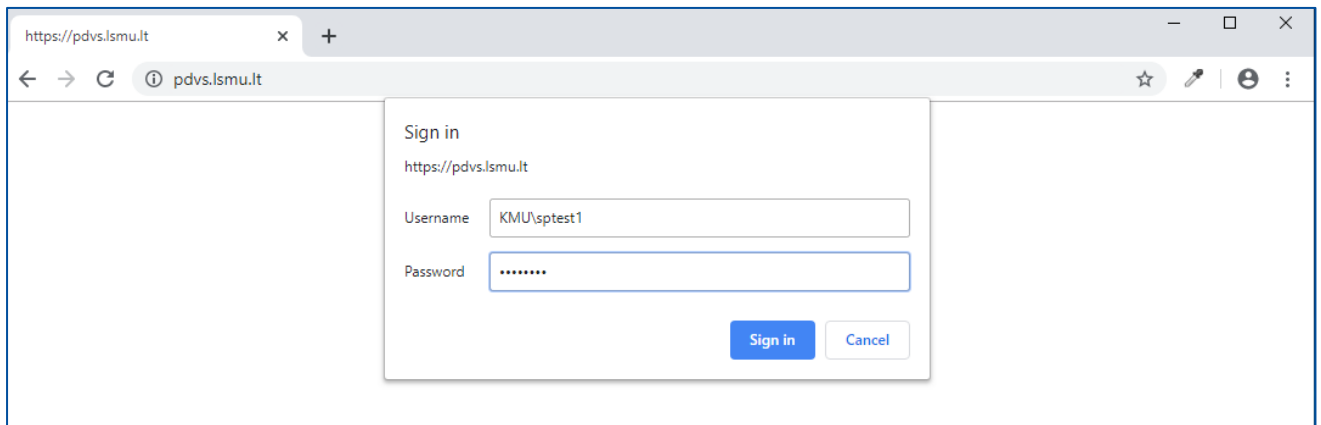 https://pdvs.lsmu.lt
pdvs.lsmu.lt
Sign in
https://pdvs.lsmu.lt
Username KMU\sptest1
Password ••••••••
Sign in Cancel